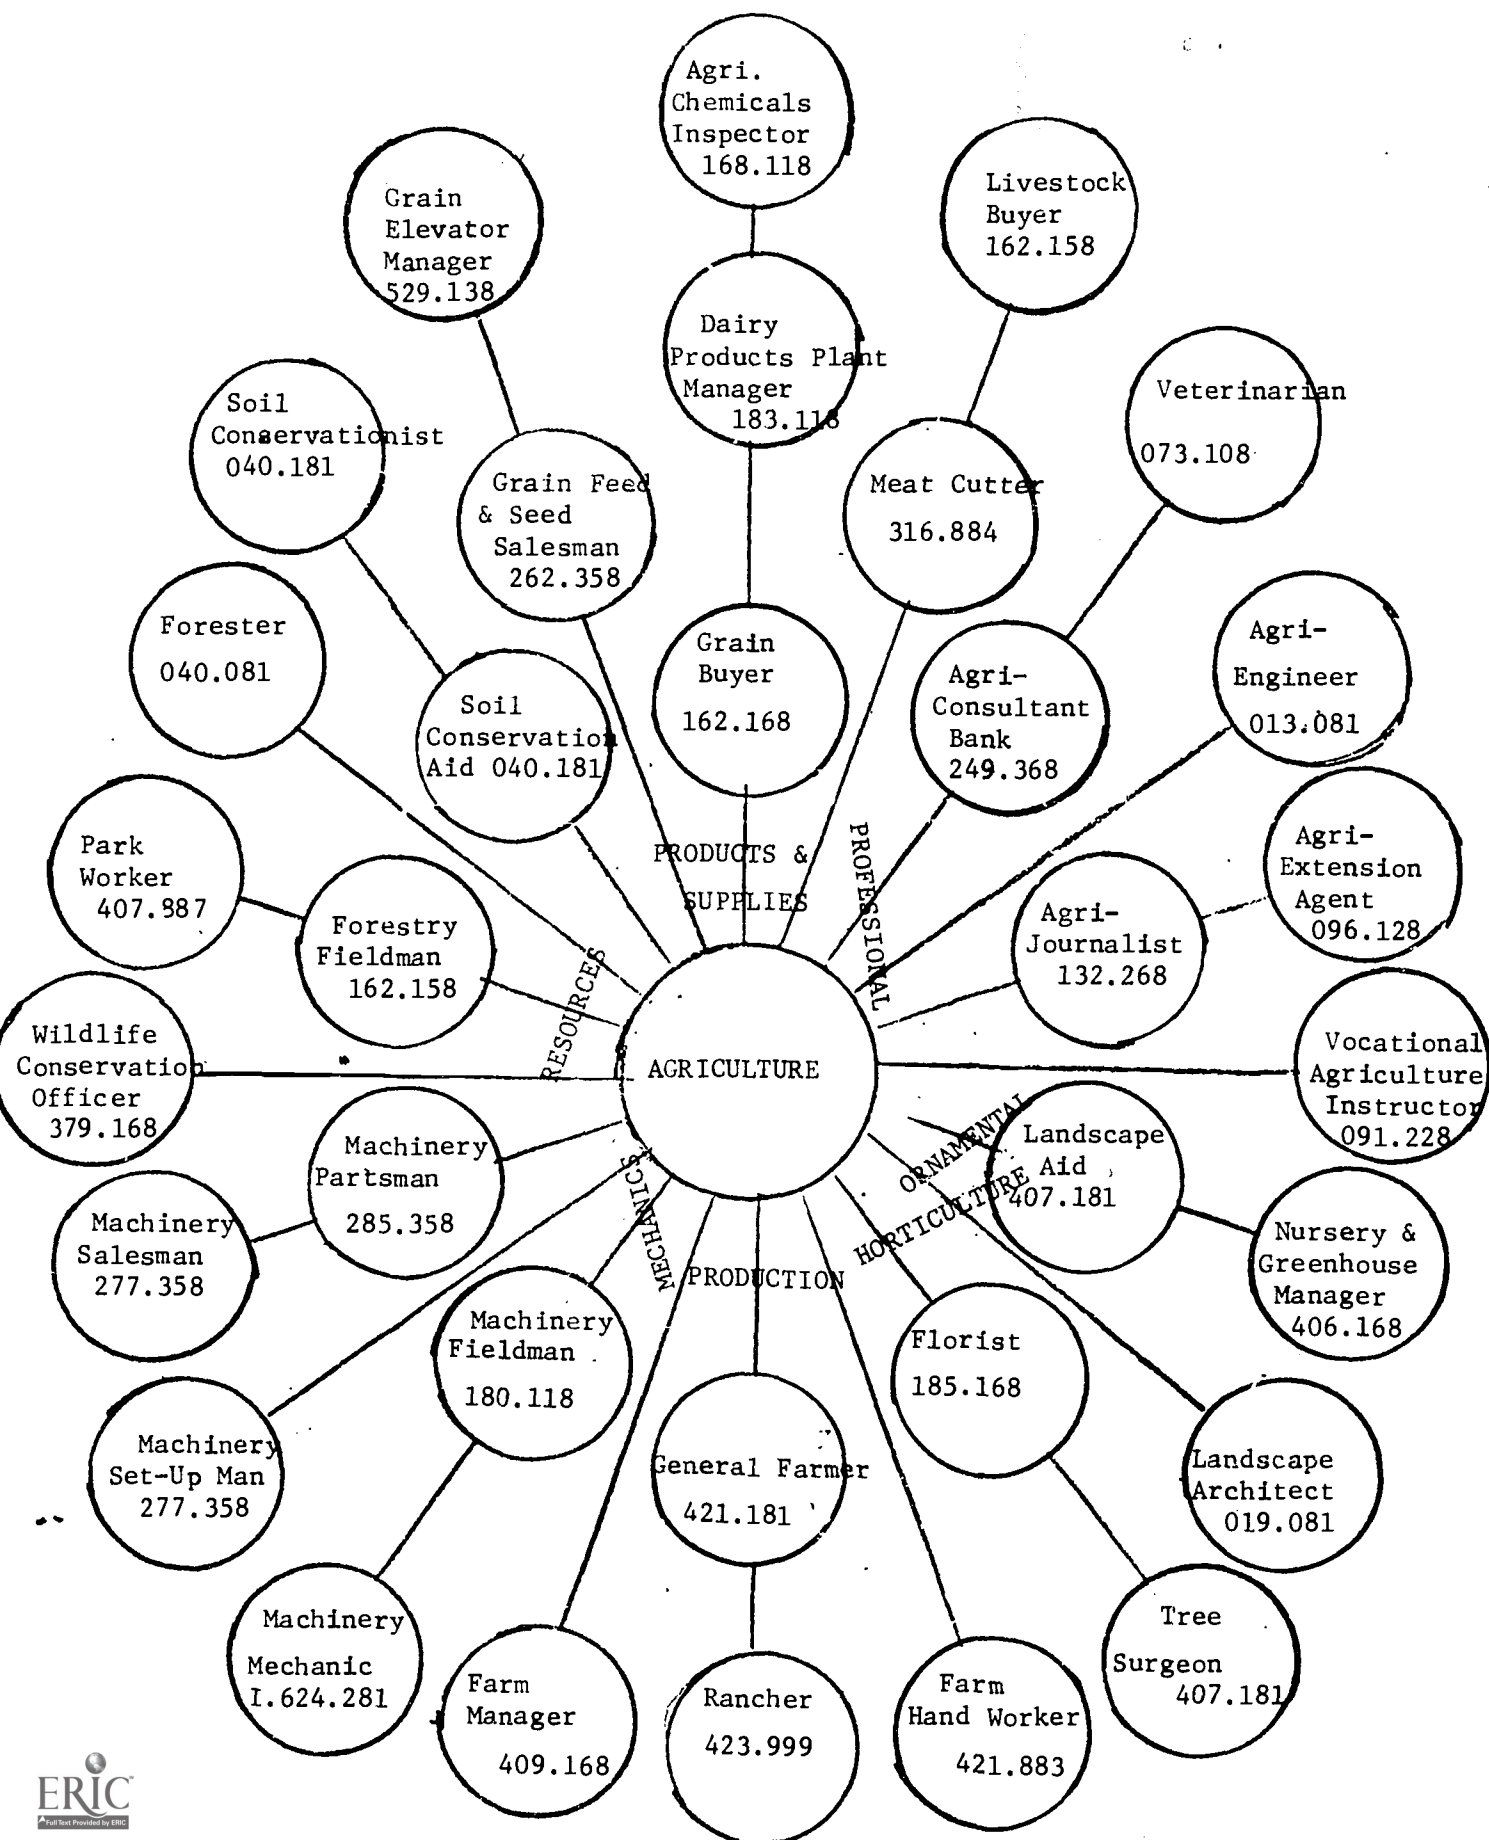 Agri.
Chemicals
Inspector
168.118
Grain
Elevator
Manager
529.138
Livestock
Buyer
162.158
Dairy
Products Plant
Manager
183.118
Soil
Conservationist
040.181
Veterinarian
073.108
Grain Feed
& Seed
Salesman
262.358
Meat Cutter
316.884
Forester
040.081
Grain
Buyer
162.168
Agri-
Engineer
013.081
Soil
Conservation
Aid 040.181
Agri-
Consultant
Bank
249.368
Park
Worker
407.887
Agri-
Extension
Agent
096.128
PRODUCTS &
SUPPLIES
PROFESSIONAL
Forestry
Fieldman
162.158
Agri-
Journalist
132.268
RESOURCES
Wildlife
Conservation
Officer
379.168
AGRICULTURE
Vocational
Agriculture
Instructor
091.228
Machinery
Partsman
285.358
ORNAMENTAL
HORTICULTURE
Landscape
Aid
407.181
Machinery
Salesman
277.358
MECHANICS
PRODUCTION
Nursery &
Greenhouse
Manager
406.168
Machinery
Fieldman
180.118
Florist
185.168
Machinery
Set-Up Man
277.358
General Farmer
421.181
Landscape
Architect
019.081
Machinery
Mechanic
I.624.281
Farm
Manager
409.168
Rancher
423.999
Farm
Hand Worker
421.883
Tree
Surgeon
407.181
ERIC
Full Text Provided by ERIC